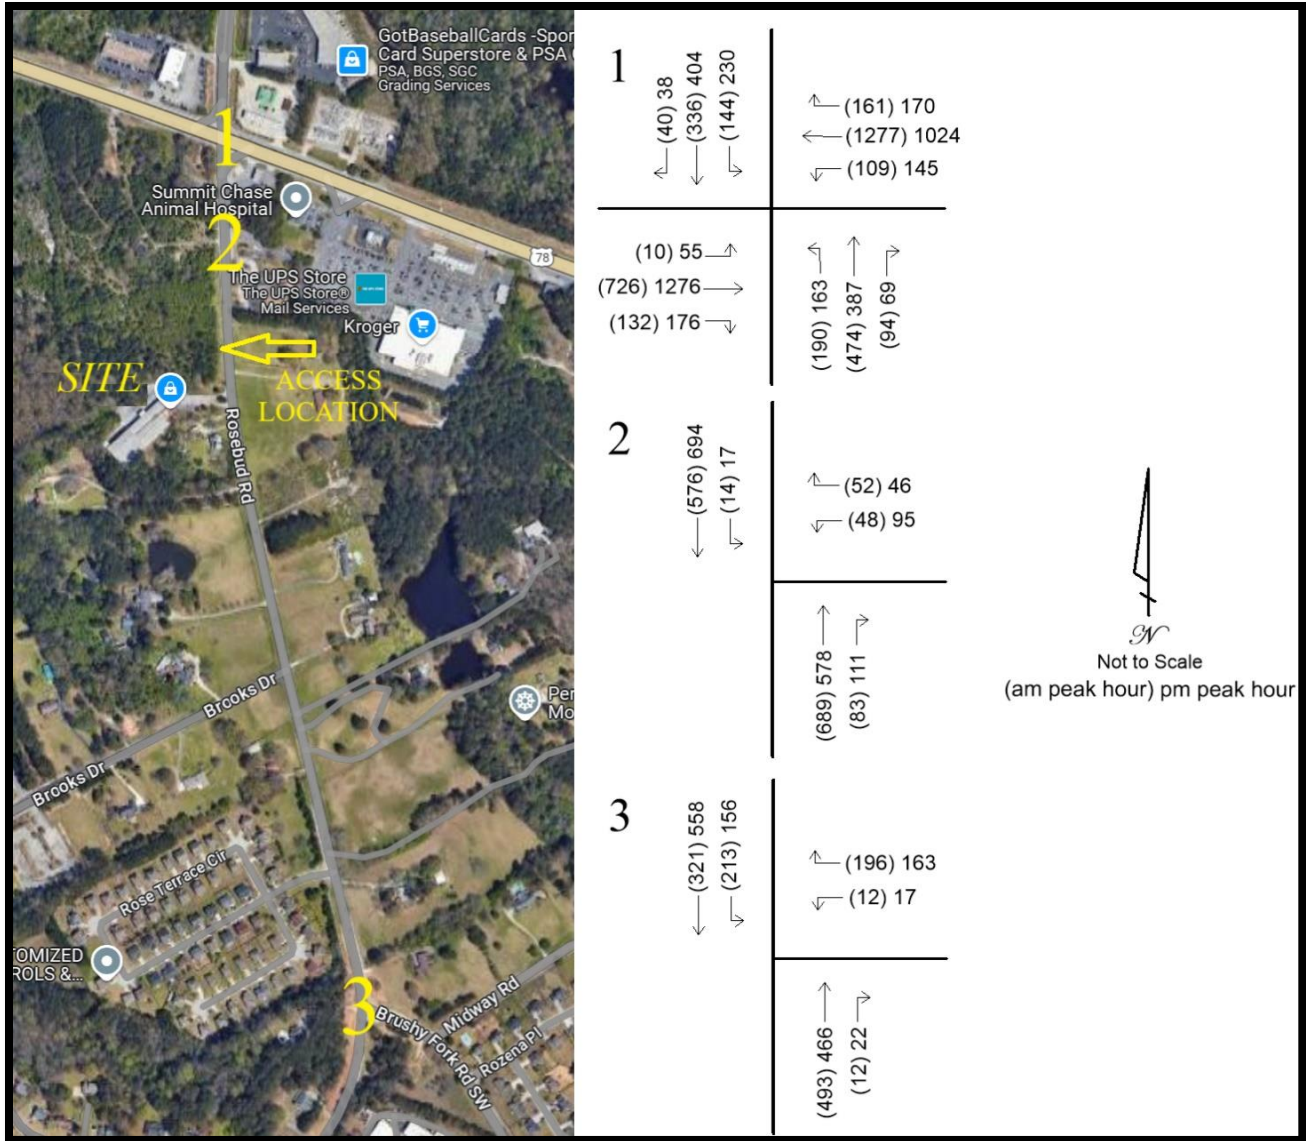 GotBaseballCards -Spor
Card Superstore & PSA
PSA, BGS, SGC
Grading Services
1
Summit Chase
Animal Hospital
2
78
The UPS Store
The UPS Store®
Mail Services
Kroger
SITE
ACCESS
LOCATION
Rosebud Rd
Brooks Dr
Brooks Dr
Per
Mo
Rose Terrace Cir
TOMIZED
ROLS &...
3
Brushy Fork Rd SW
Midway Rd
Rozena Pl
1
(40) 38
(336) 404
(144) 230
(161) 170
(1277) 1024
(109) 145
(10) 55
(726) 1276
(132) 176
(190) 163
(474) 387
(94) 69
2
(576) 694
(14) 17
(52) 46
(48) 95
(689) 578
(83) 111
3
(321) 558
(213) 156
(196) 163
(12) 17
(493) 466
(12) 22
N
Not to Scale
(am peak hour) pm peak hour